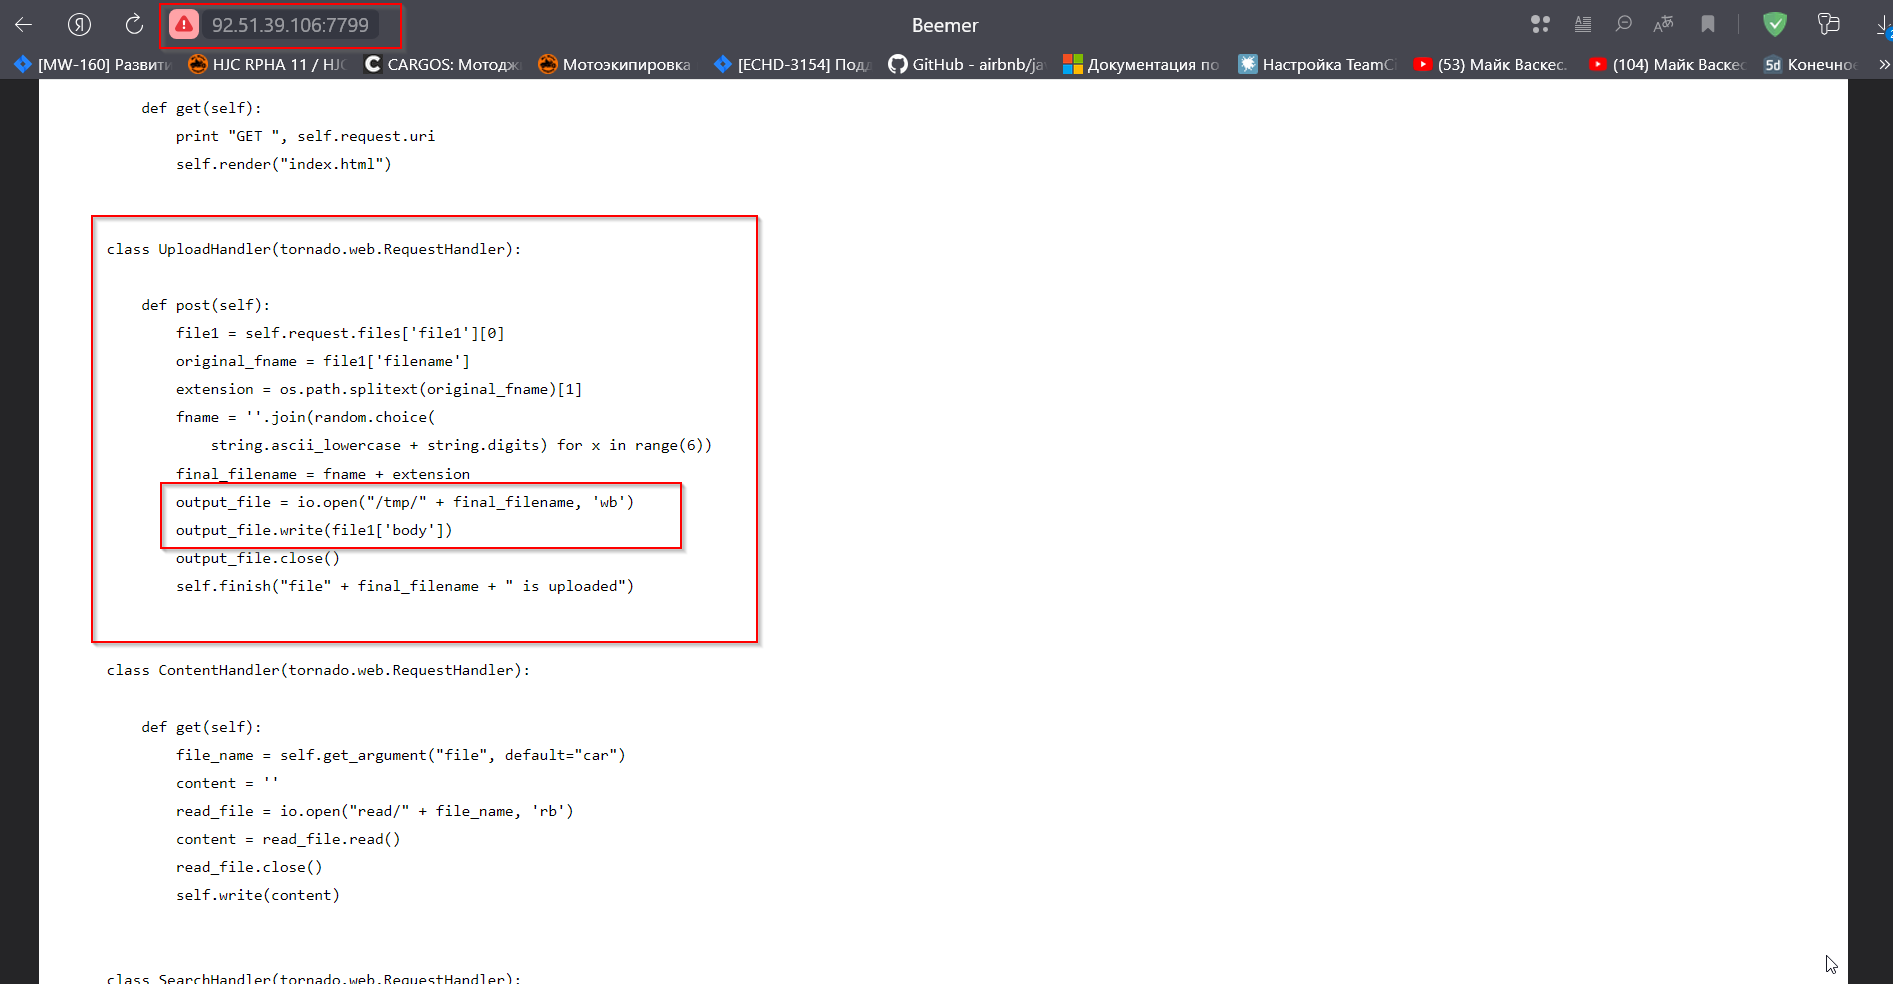 92.51.39.106:7799
Beemer
[MW-160] Развити
HJC RPHA 11 / HJC
CARGOS: Мотодж
Мотоэкипировка
[ECHD-3154] Подд
GitHub - airbnb/ja
Документация по
Настройка TeamCi
(53) Майк Васкес.
(104) Майк Васкес
5d Конечно
»
def get(self):
print "GET ", self.request.uri
self.render("index.html")
class UploadHandler(tornado.web.RequestHandler):
def post(self):
file1 = self.request.files['file1'][0]
original_fname = file1['filename']
extension = os.path.splitext(original_fname)[1]
fname = ''.join(random.choice(
string.ascii_lowercase + string.digits) for x in range(6))
final_filename = fname + extension
output_file = io.open("/tmp/" + final_filename, 'wb')
output_file.write(file1['body'])
output_file.close()
self.finish("file" + final_filename + " is uploaded")
class ContentHandler(tornado.web.RequestHandler):
def get(self):
file_name = self.get_argument("file", default="car")
content = ''
read_file = io.open("read/" + file_name, 'rb')
content = read_file.read()
read_file.close()
self.write(content)
class SearchHandler(tornado.web.RequestHandler):